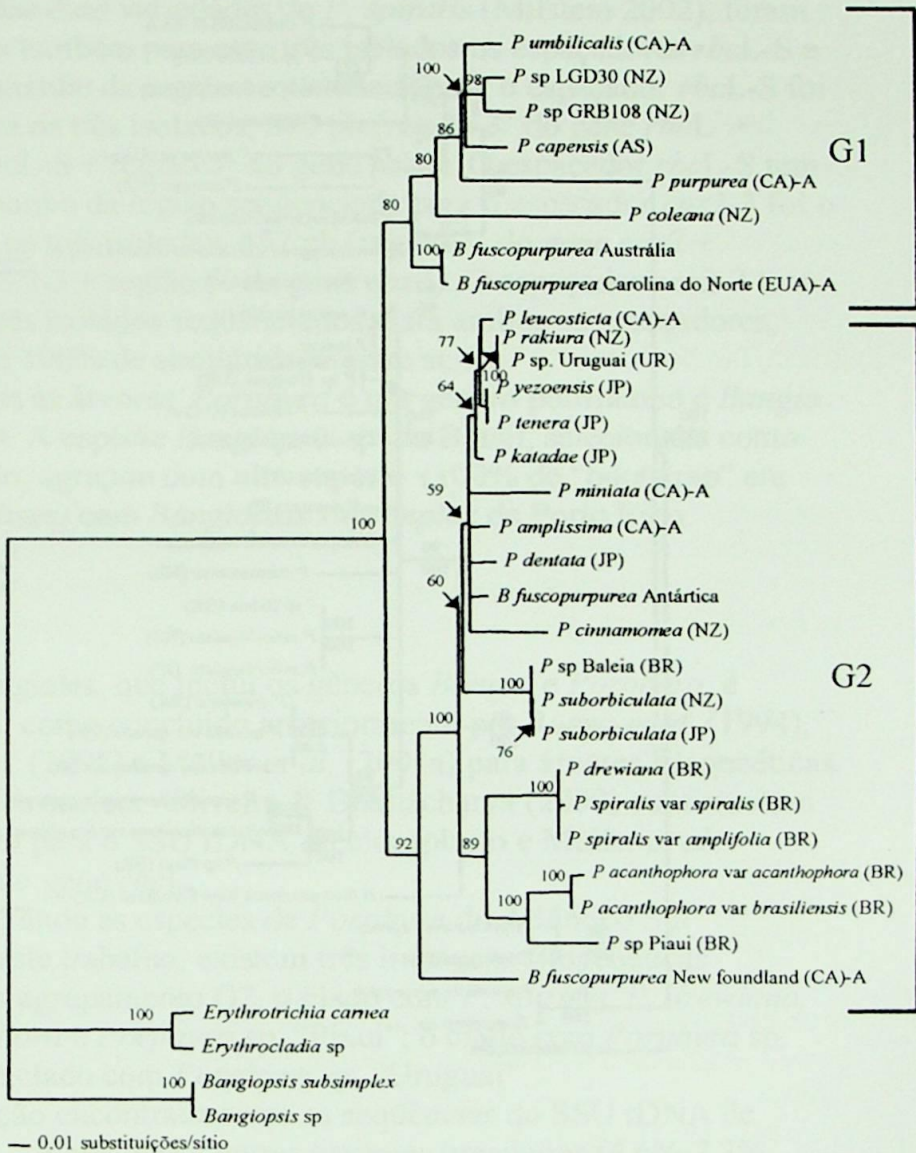 P umbilicalis (CA)-A
100
98
P sp LGD30 (NZ)
P sp GRB108 (NZ)
86
P capensis (AS)
G1
80
P purpurea (CA)-A
80
P coleana (NZ)
100
B fuscopurpurea Austrália
B fuscopurpurea Carolina do Norte (EUA)-A
P leucosticta (CA)-A
P rakiura (NZ)
77
P sp. Uruguai (UR)
100
64
P yezoensis (JP)
P tenera (JP)
P katadae (JP)
P miniata (CA)-A
59
P amplissima (CA)-A
100
P dentata (JP)
60
B fuscopurpurea Antártica
P cinnamomea (NZ)
P sp Baleia (BR)
G2
100
P suborbiculata (NZ)
100
P suborbiculata (JP)
76
P drewiana (BR)
100
P spiralis var spiralis (BR)
92
89
P spiralis var amplifolia (BR)
P acanthophora var acanthophora (BR)
100
P acanthophora var brasiliensis (BR)
100
P sp Piaui (BR)
B fuscopurpurea New foundland (CA)-A
100
Erythrotrichia carnea
Erythrocladia sp
100
Bangiopsis subsimplex
Bangiopsis sp
0.01 substituições/sítio